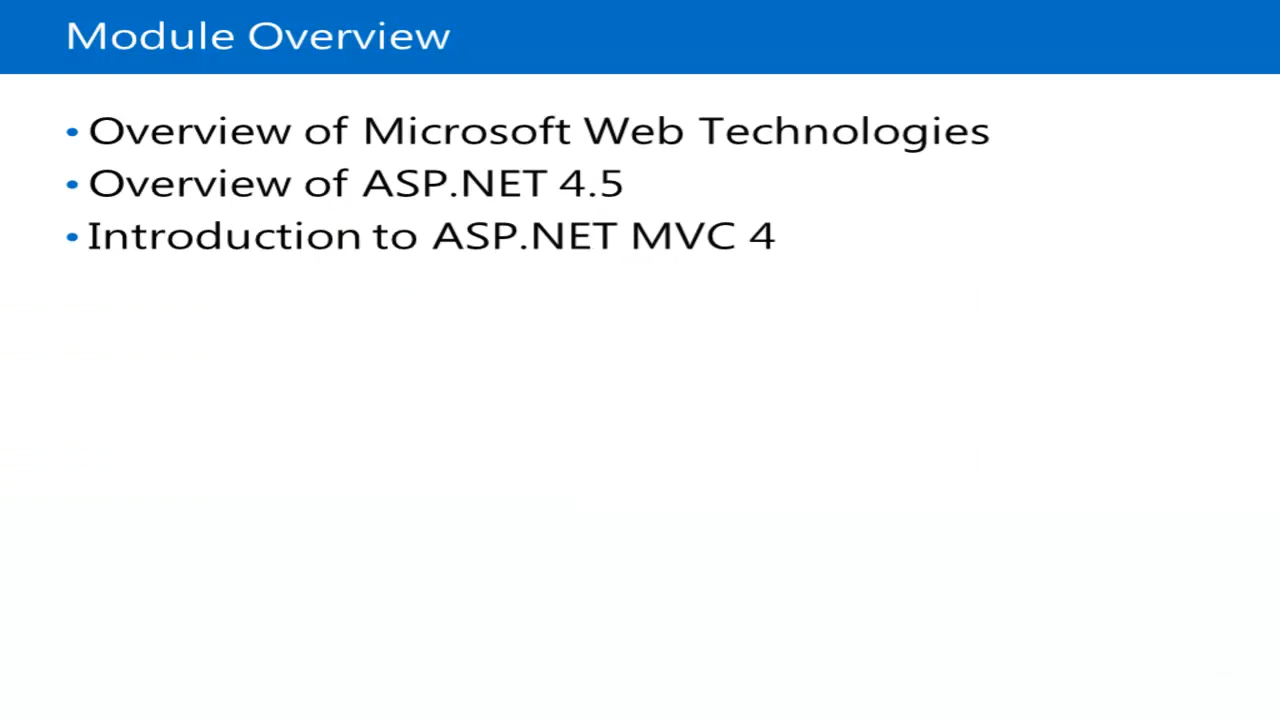 Module Overview
• Overview of Microsoft Web Technologies
• Overview of ASP.NET 4.5
• Introduction to ASP.NET MVC 4